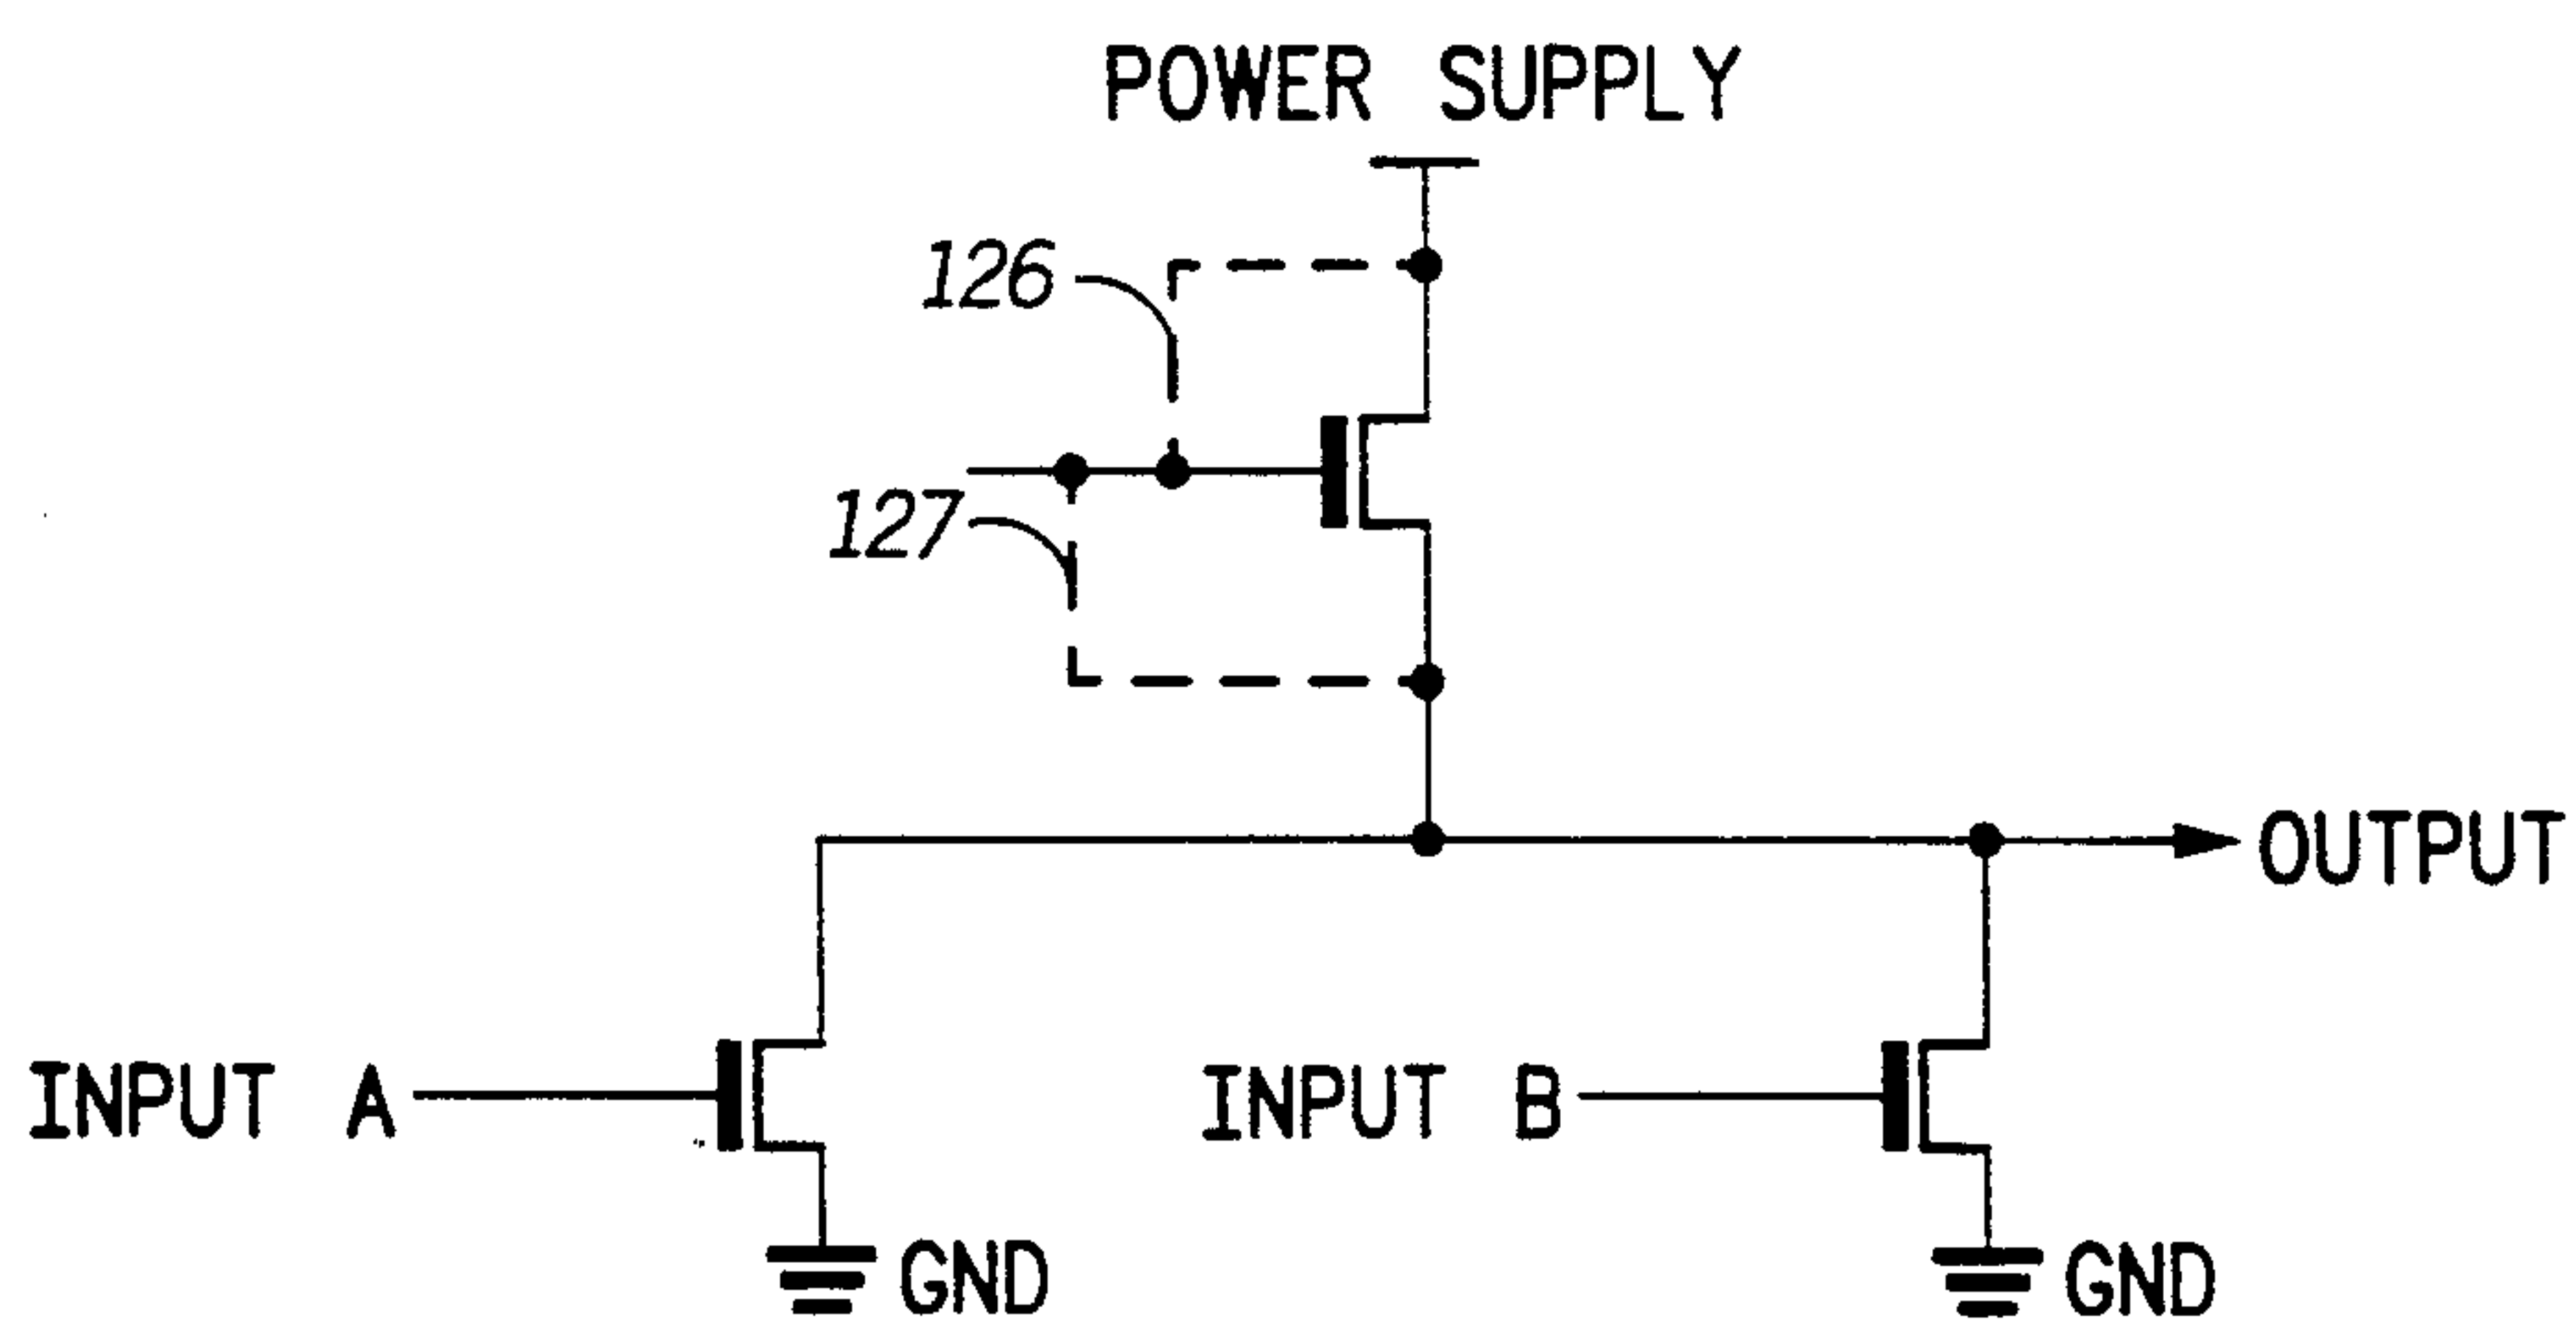 POWER SUPPLY
126
127
OUTPUT
INPUT A
INPUT B
GND
GND